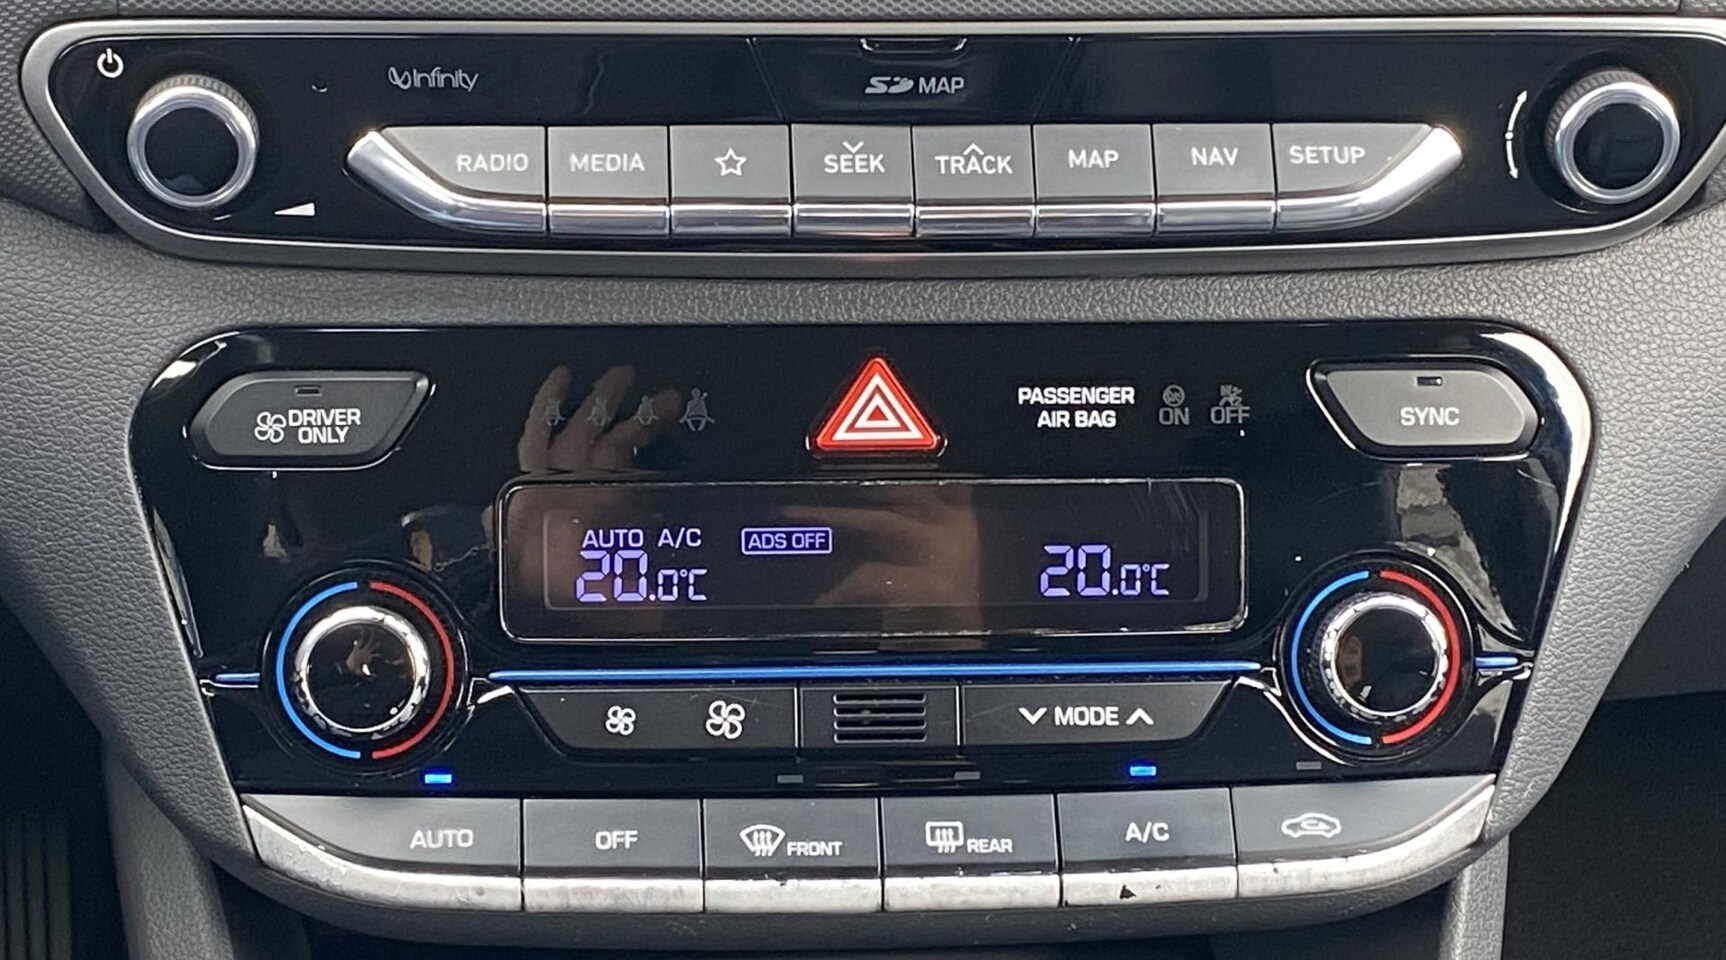 Infinity
SD MAP
RADIO MEDIA SEEK TRACK MAP NAV SETUP
DRIVER
ONLY
PASSENGER
AIR BAG
ON OFF
SYNC
AUTO A/C ADS OFF
20.0°C 20.0°C
MODE
AUTO OFF FRONT REAR A/C